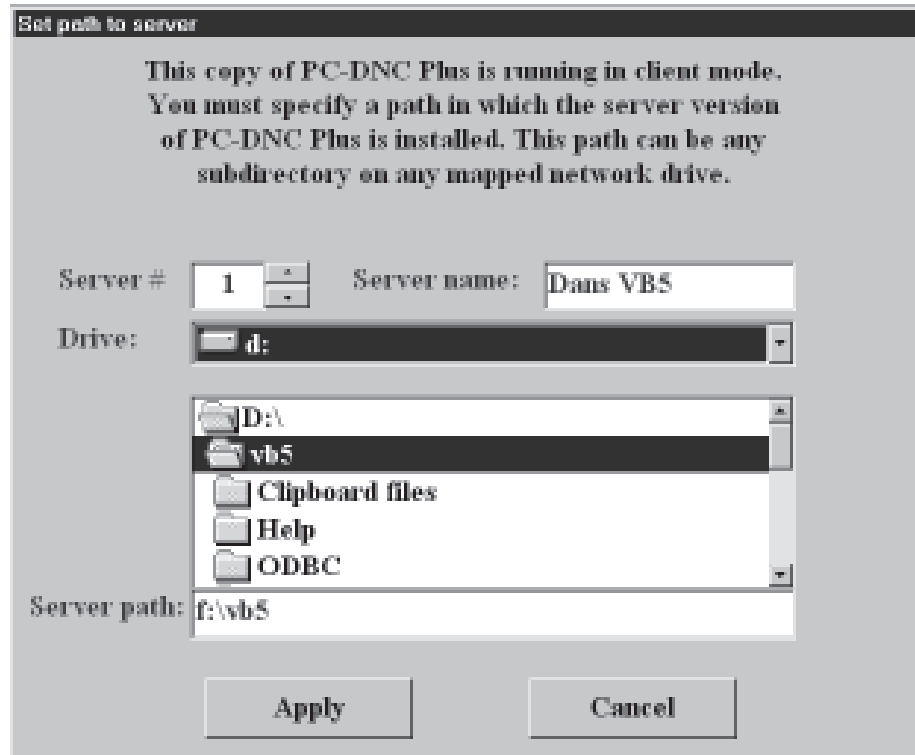 Set path to server
This copy of PC-DNC Plus is running in client mode.
You must specify a path in which the server version
of PC-DNC Plus is installed. This path can be any
subdirectory on any mapped network drive.
Server # 1 Server name: Dans VB5
Drive: d:
D:\
vb5
Clipboard files
Help
ODBC
Server path: f:\vb5
Apply Cancel